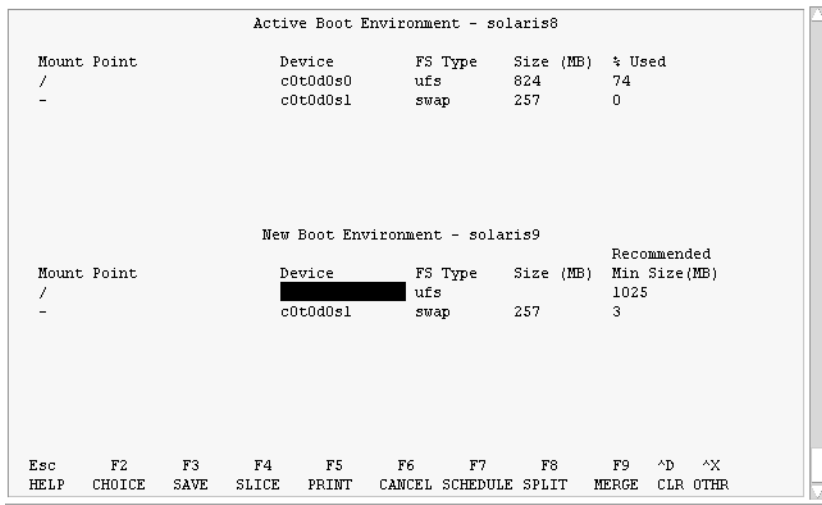 Active Boot Environment - solaris8
Mount Point Device FS Type Size (MB) % Used
/ c0t0d0s0 ufs 824 74
- c0t0d0s1 swap 257 0
New Boot Environment - solaris9
Recommended
Mount Point Device FS Type Size (MB) Min Size(MB)
/ ufs 1025
- c0t0d0s1 swap 257 3
Esc F2 F3 F4 F5 F6 F7 F8 F9 ^D ^X
HELP CHOICE SAVE SLICE PRINT CANCEL SCHEDULE SPLIT MERGE CLR OTHR